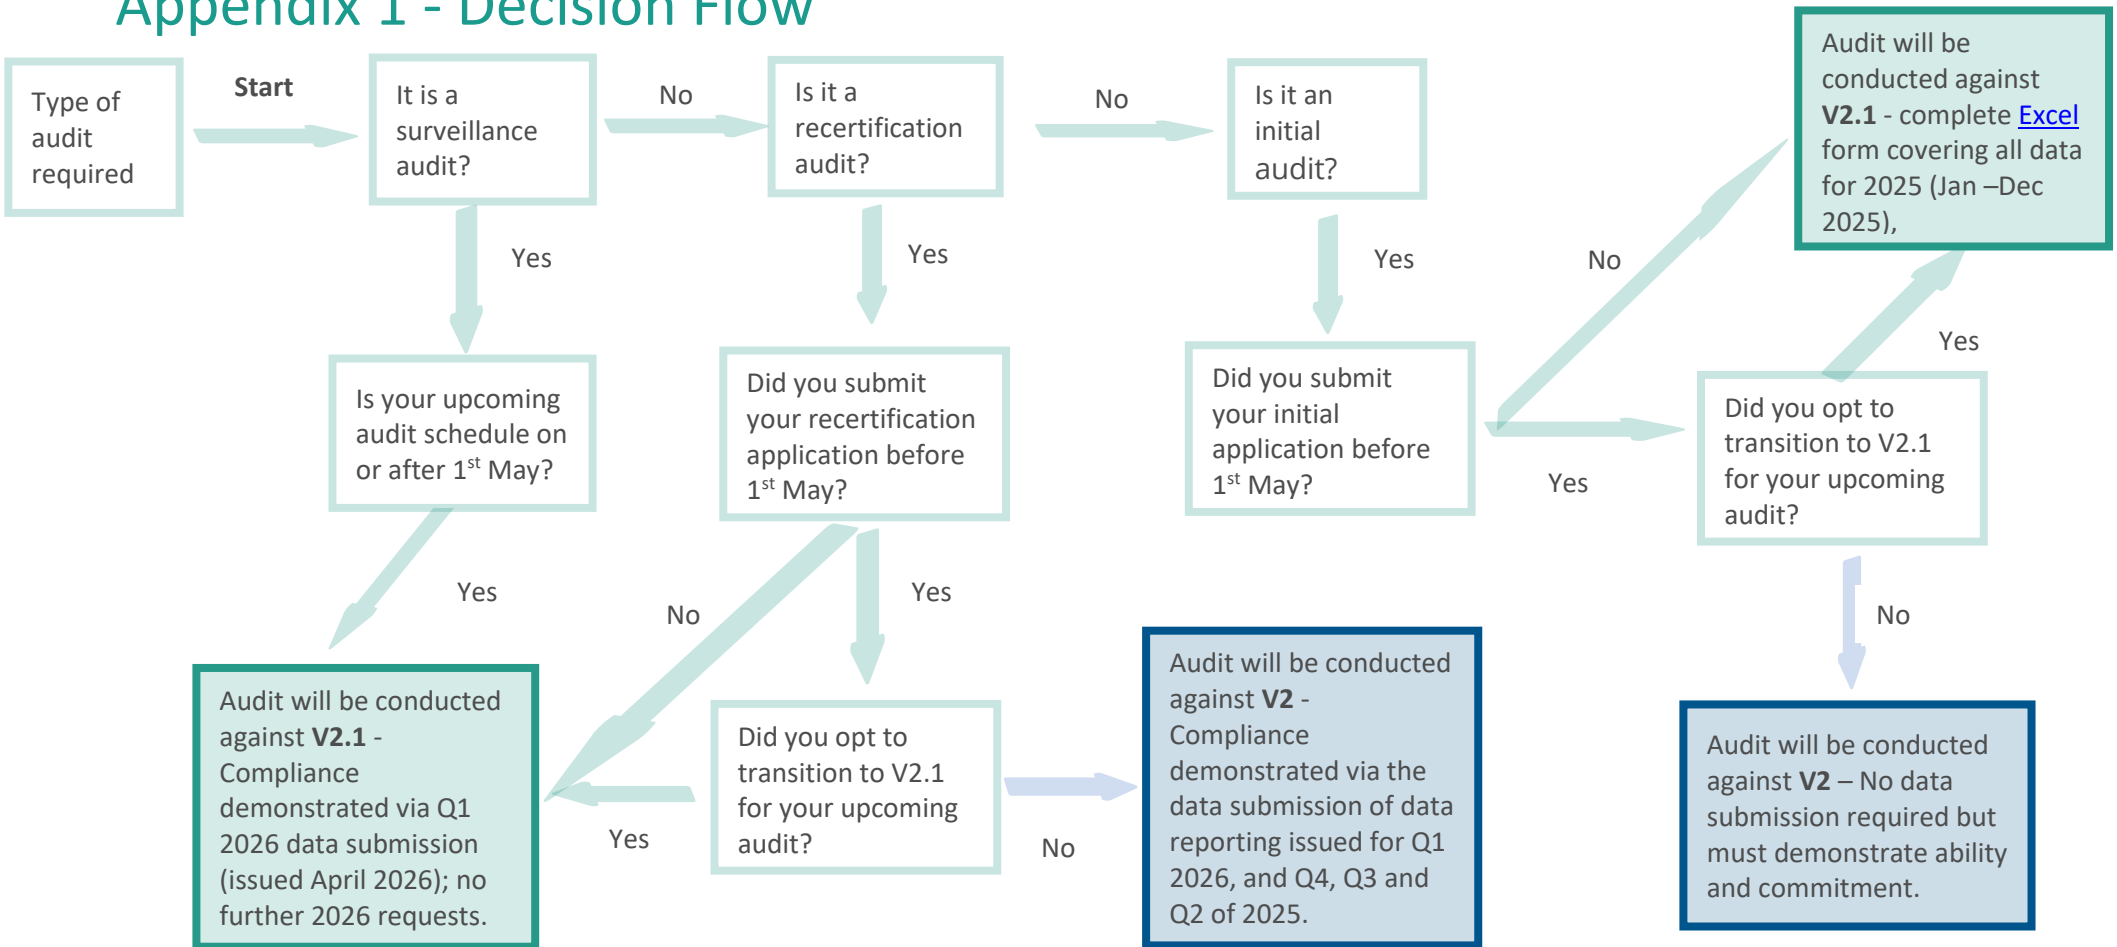 Appendix 1 - Decision Flow
Type of
audit
required
Start
It is a
surveillance
audit?
No
Is it a
recertification
audit?
No
Is it an
initial
audit?
Audit will be
conducted against
V2.1 - complete Excel
form covering all data
for 2025 (Jan –Dec
2025),
Yes
Yes
Yes
No
Yes
Is your upcoming
audit schedule on
or after 1st May?
Did you submit
your recertification
application before
1st May?
Did you submit
your initial
application before
1st May?
Yes
Did you opt to
transition to V2.1
for your upcoming
audit?
Yes
No
Yes
No
Audit will be conducted
against V2.1 -
Compliance
demonstrated via Q1
2026 data submission
(issued April 2026); no
further 2026 requests.
Yes
Did you opt to
transition to V2.1
for your upcoming
audit?
No
Audit will be conducted
against V2 -
Compliance
demonstrated via the
data submission of data
reporting issued for Q1
2026, and Q4, Q3 and
Q2 of 2025.
Audit will be conducted
against V2 – No data
submission required but
must demonstrate ability
and commitment.